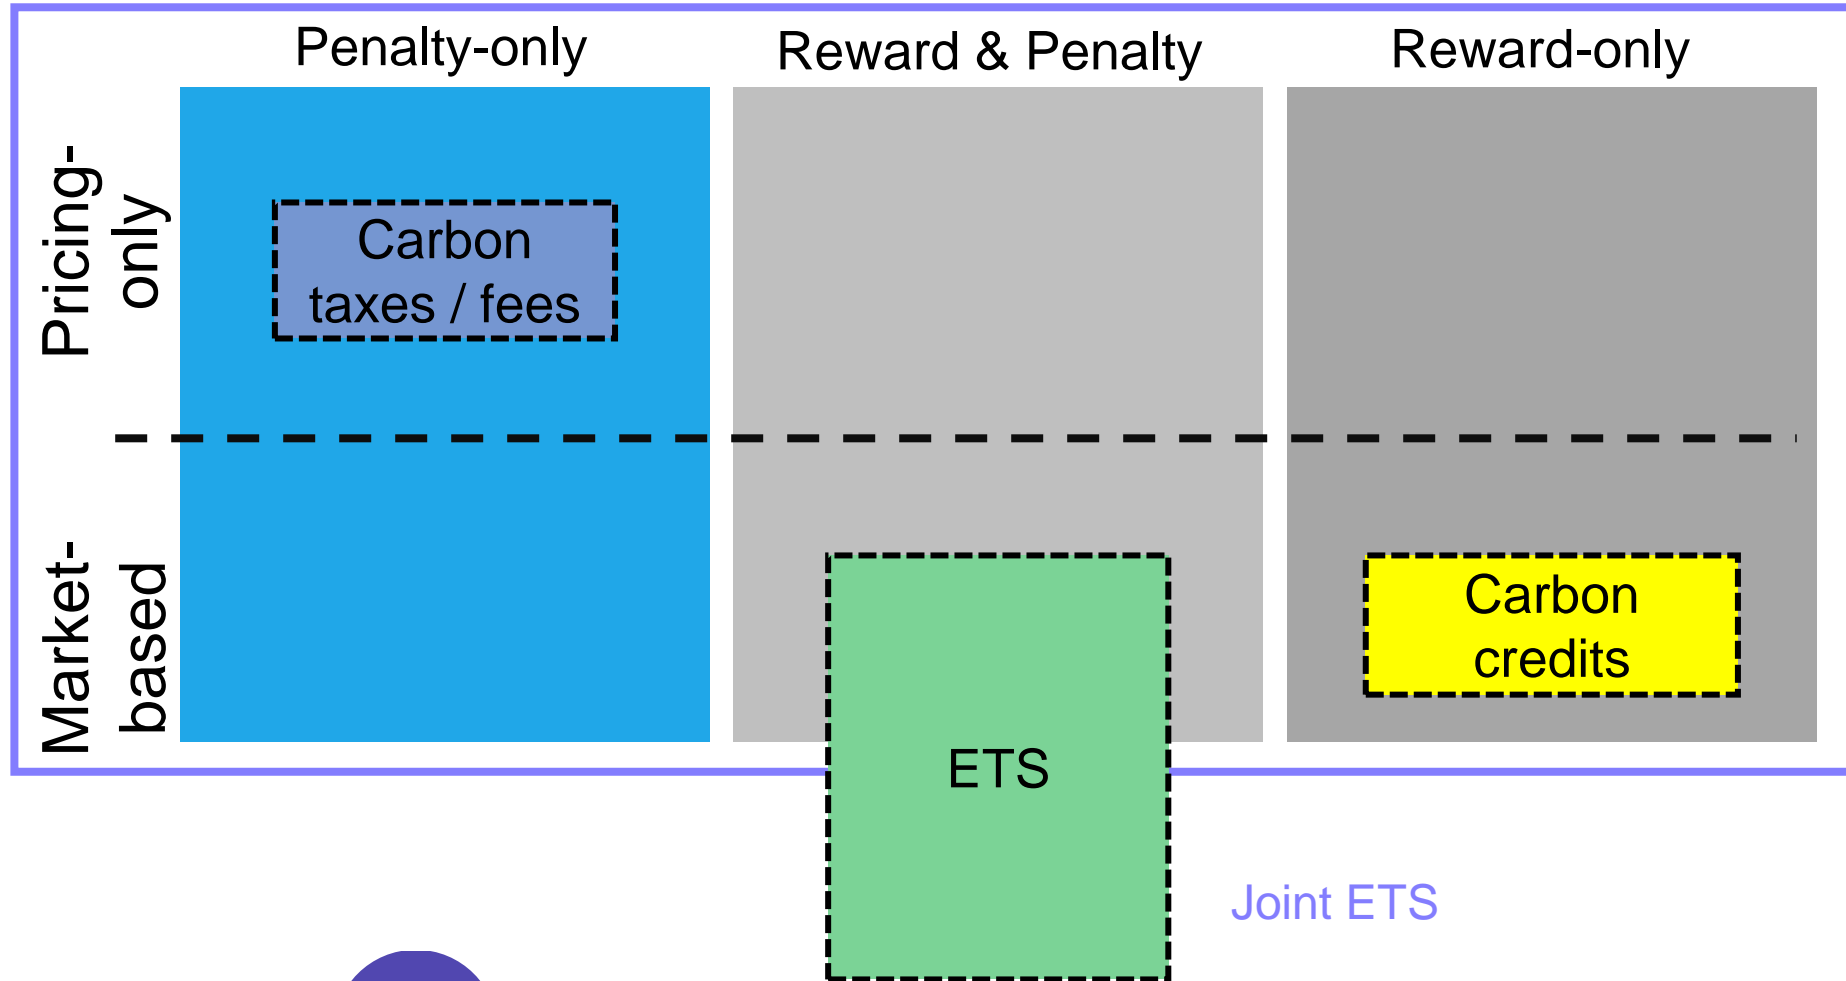 Penalty-only
Reward & Penalty
Reward-only
Pricing-
only
Carbon
taxes / fees
Market-
based
Carbon
credits
ETS
Joint ETS